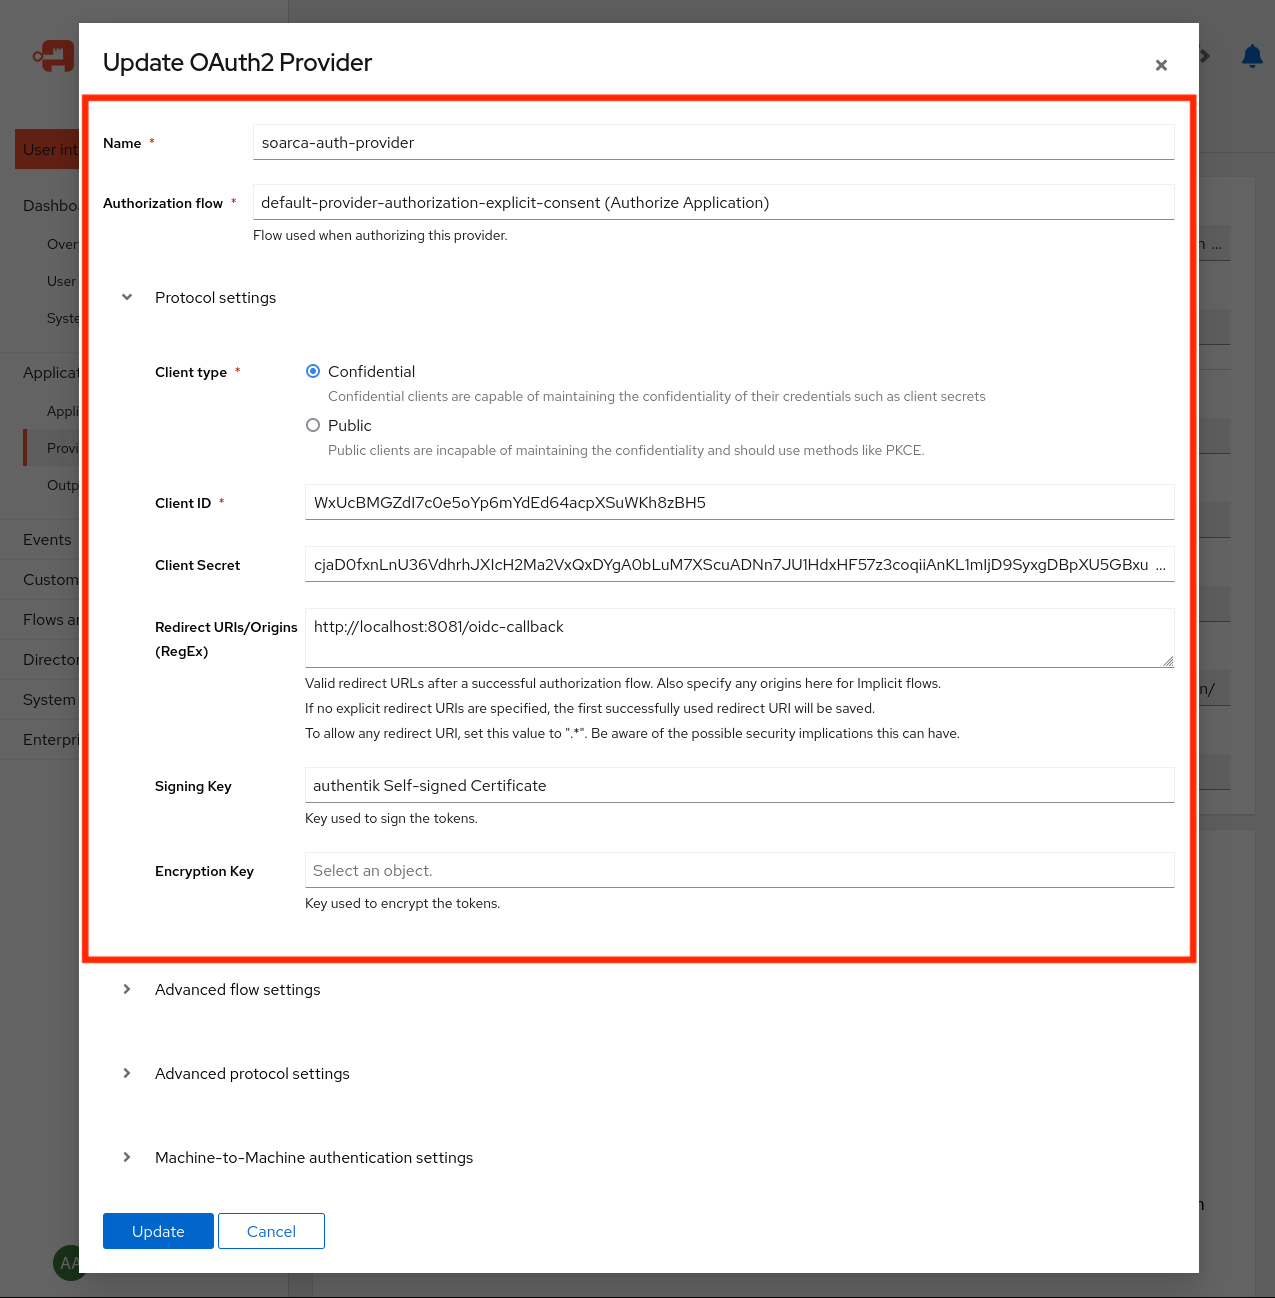 Update OAuth2 Provider
User int
Dashbo
Over
User
Syste
Applicat
Appli
Provi
Outp
Events
Custom
Flows ar
Director
System
Enterpri
AA
Name *
soarca-auth-provider
Authorization flow *
default-provider-authorization-explicit-consent (Authorize Application)
Flow used when authorizing this provider.
Protocol settings
Client type *
Confidential
Confidential clients are capable of maintaining the confidentiality of their credentials such as client secrets
Public
Public clients are incapable of maintaining the confidentiality and should use methods like PKCE.
Client ID *
WxUcBMGZdI7c0e5oYp6mYdEd64acpXSuWKh8zBH5
Client Secret
cjaD0fxnLnU36VdhrhJXIcH2Ma2VxQxDYgA0bLuM7XScuADNn7JU1HdxHF57z3coqiiAnKL1mIjD9SyxgDBpXU5GBxu ...
Redirect URIs/Origins
(RegEx)
http://localhost:8081/oidc-callback
Valid redirect URLs after a successful authorization flow. Also specify any origins here for Implicit flows.
If no explicit redirect URIs are specified, the first successfully used redirect URI will be saved.
To allow any redirect URI, set this value to ".*". Be aware of the possible security implications this can have.
Signing Key
authentik Self-signed Certificate
Key used to sign the tokens.
Encryption Key
Select an object.
Key used to encrypt the tokens.
Advanced flow settings
Advanced protocol settings
Machine-to-Machine authentication settings
Update
Cancel